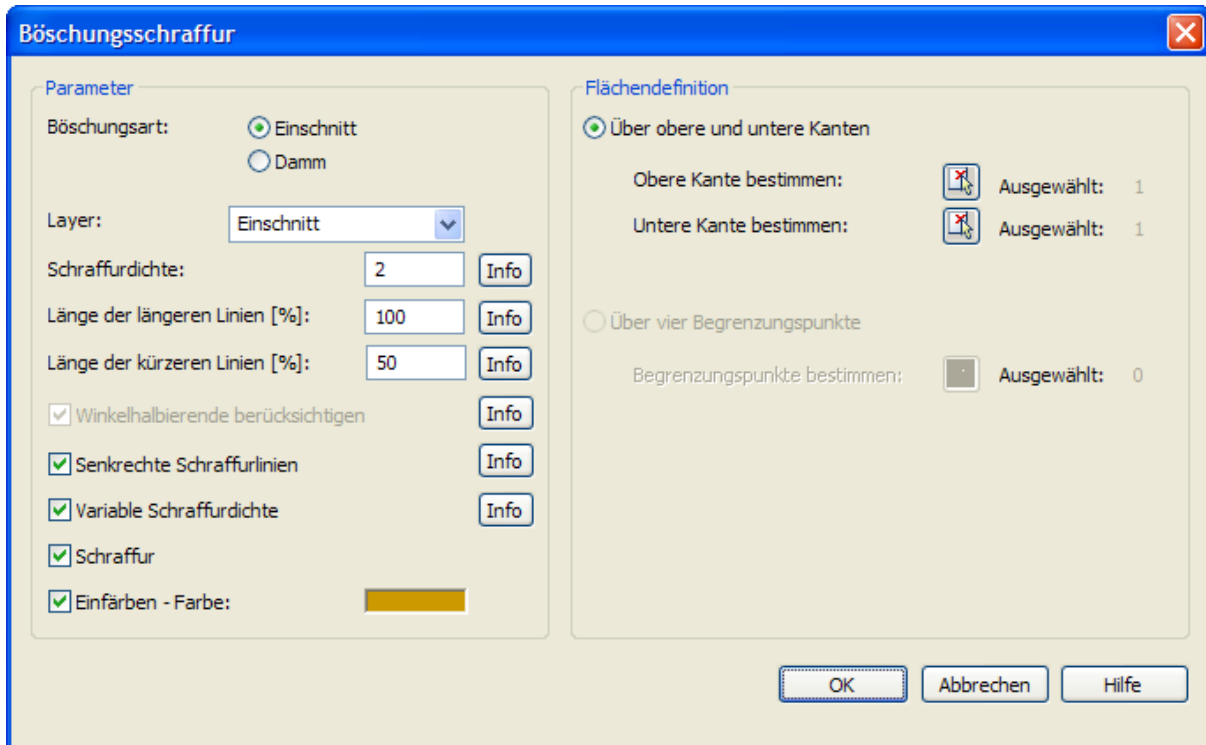 Böschungsschraffur
Parameter
Böschungsart:
Einschnitt
Damm
Layer:
Einschnitt
Schraffurdichte:
2
Info
Länge der längeren Linien [%]:
100
Info
Länge der kürzeren Linien [%]:
50
Info
Winkelhalbierende berücksichtigen
Info
Senkrechte Schraffurlinien
Info
Variable Schraffurdichte
Info
Schraffur
Einfärben - Farbe:
Flächendefinition
Über obere und untere Kanten
Obere Kante bestimmen:
Ausgewählt:
1
Untere Kante bestimmen:
Ausgewählt:
1
Über vier Begrenzungspunkte
Begrenzungspunkte bestimmen:
Ausgewählt:
0
OK
Abbrechen
Hilfe